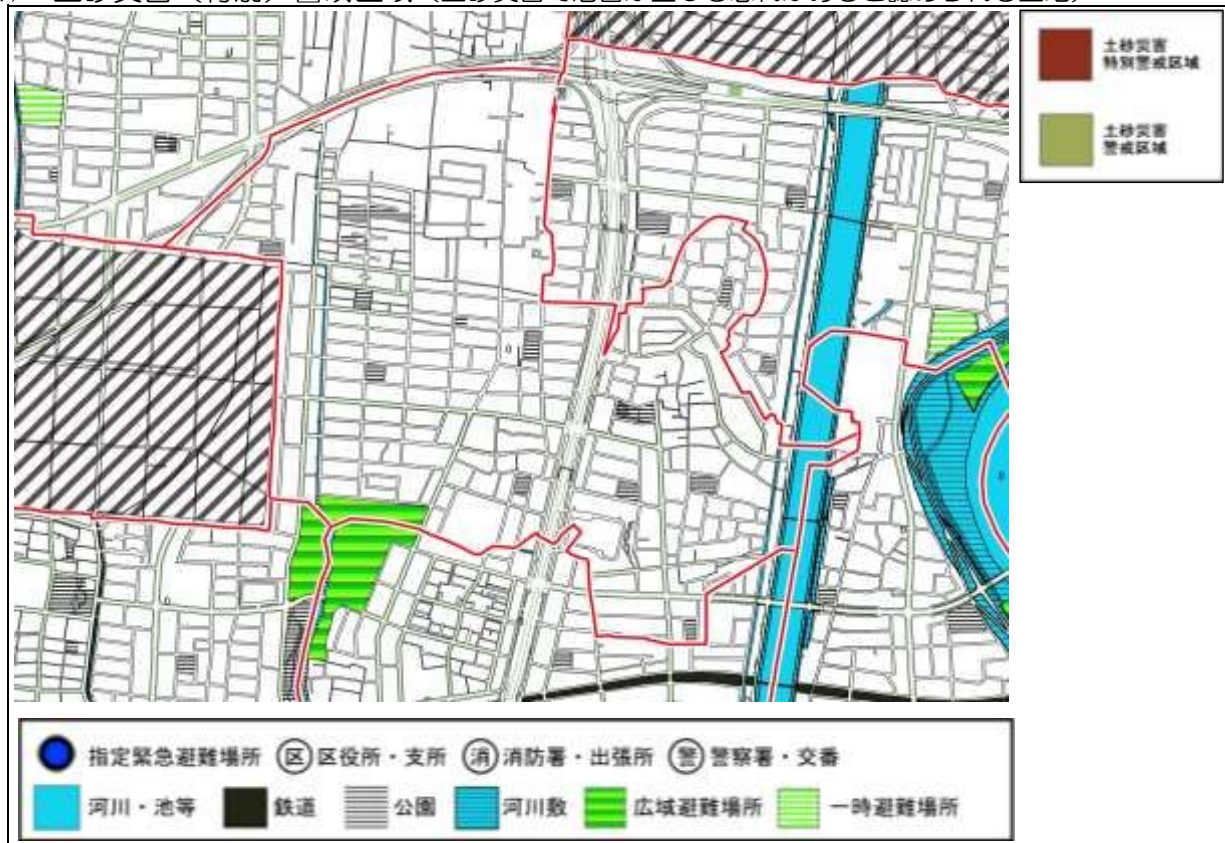 土砂災害
特別警戒区域
土砂災害
警戒区域
指定緊急避難場所 区 区役所・支所 消 消防署・出張所 警 警察署・交番
河川・池等 鉄道 公園 河川敷 広域避難場所 一時避難場所